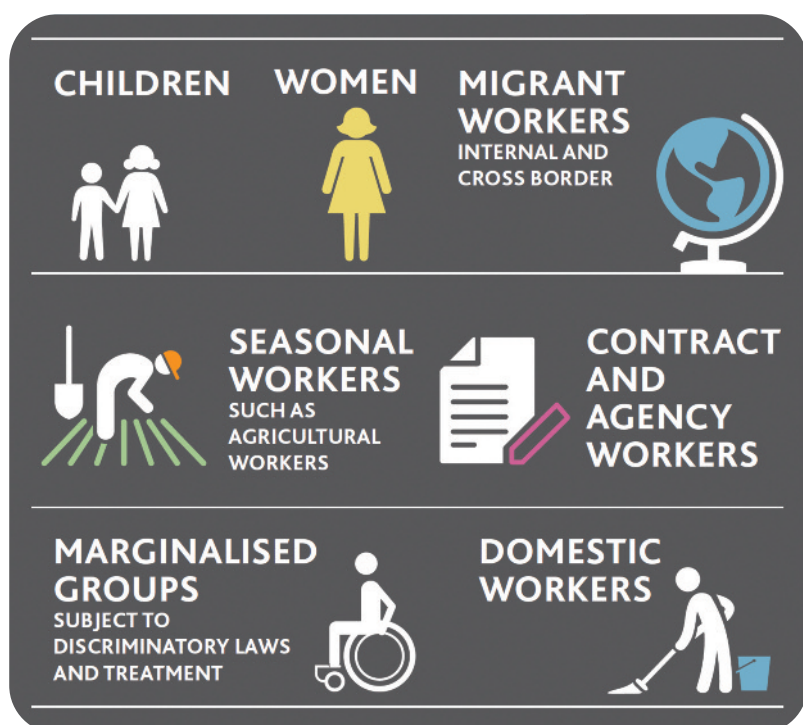 CHILDREN
WOMEN
MIGRANT
WORKERS
INTERNAL AND
CROSS BORDER
SEASONAL
WORKERS
SUCH AS
AGRICULTURAL
WORKERS
CONTRACT
AND
AGENCY
WORKERS
MARGINALISED
GROUPS
SUBJECT TO
DISCRIMINATORY LAWS
AND TREATMENT
DOMESTIC
WORKERS